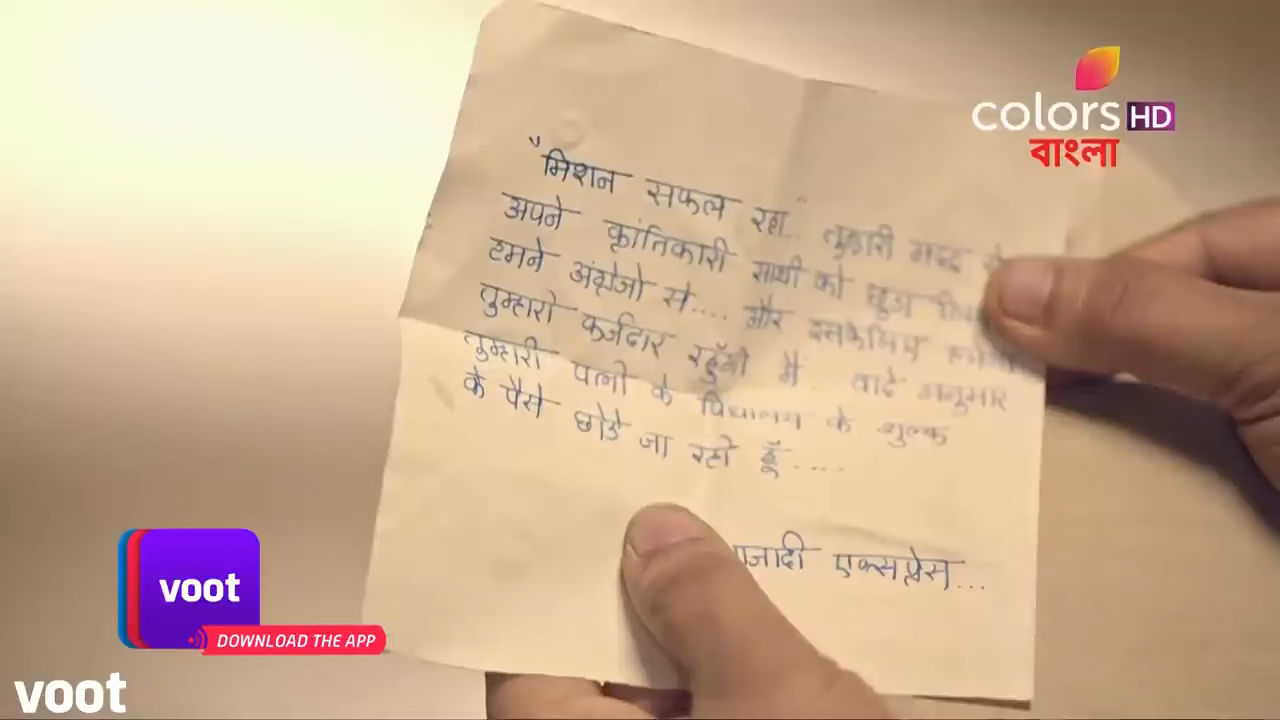 colors HD
বাংলা
"मिशन सफल रहा.." तुम्हारी मदद से
अपने क्रांतिकारी साथी को छुड़ा
हमने अंग्रेजो से.... और इसकेलिए
तुम्हारी कर्जदार रहूँगी मैं.. वादे अनुसार
तुम्हारी पत्नी के विद्यालय के शुल्क
के पैसे छोड़े जा रही हूँ.....
एक्सप्रेस...
voot
DOWNLOAD THE APP
voot